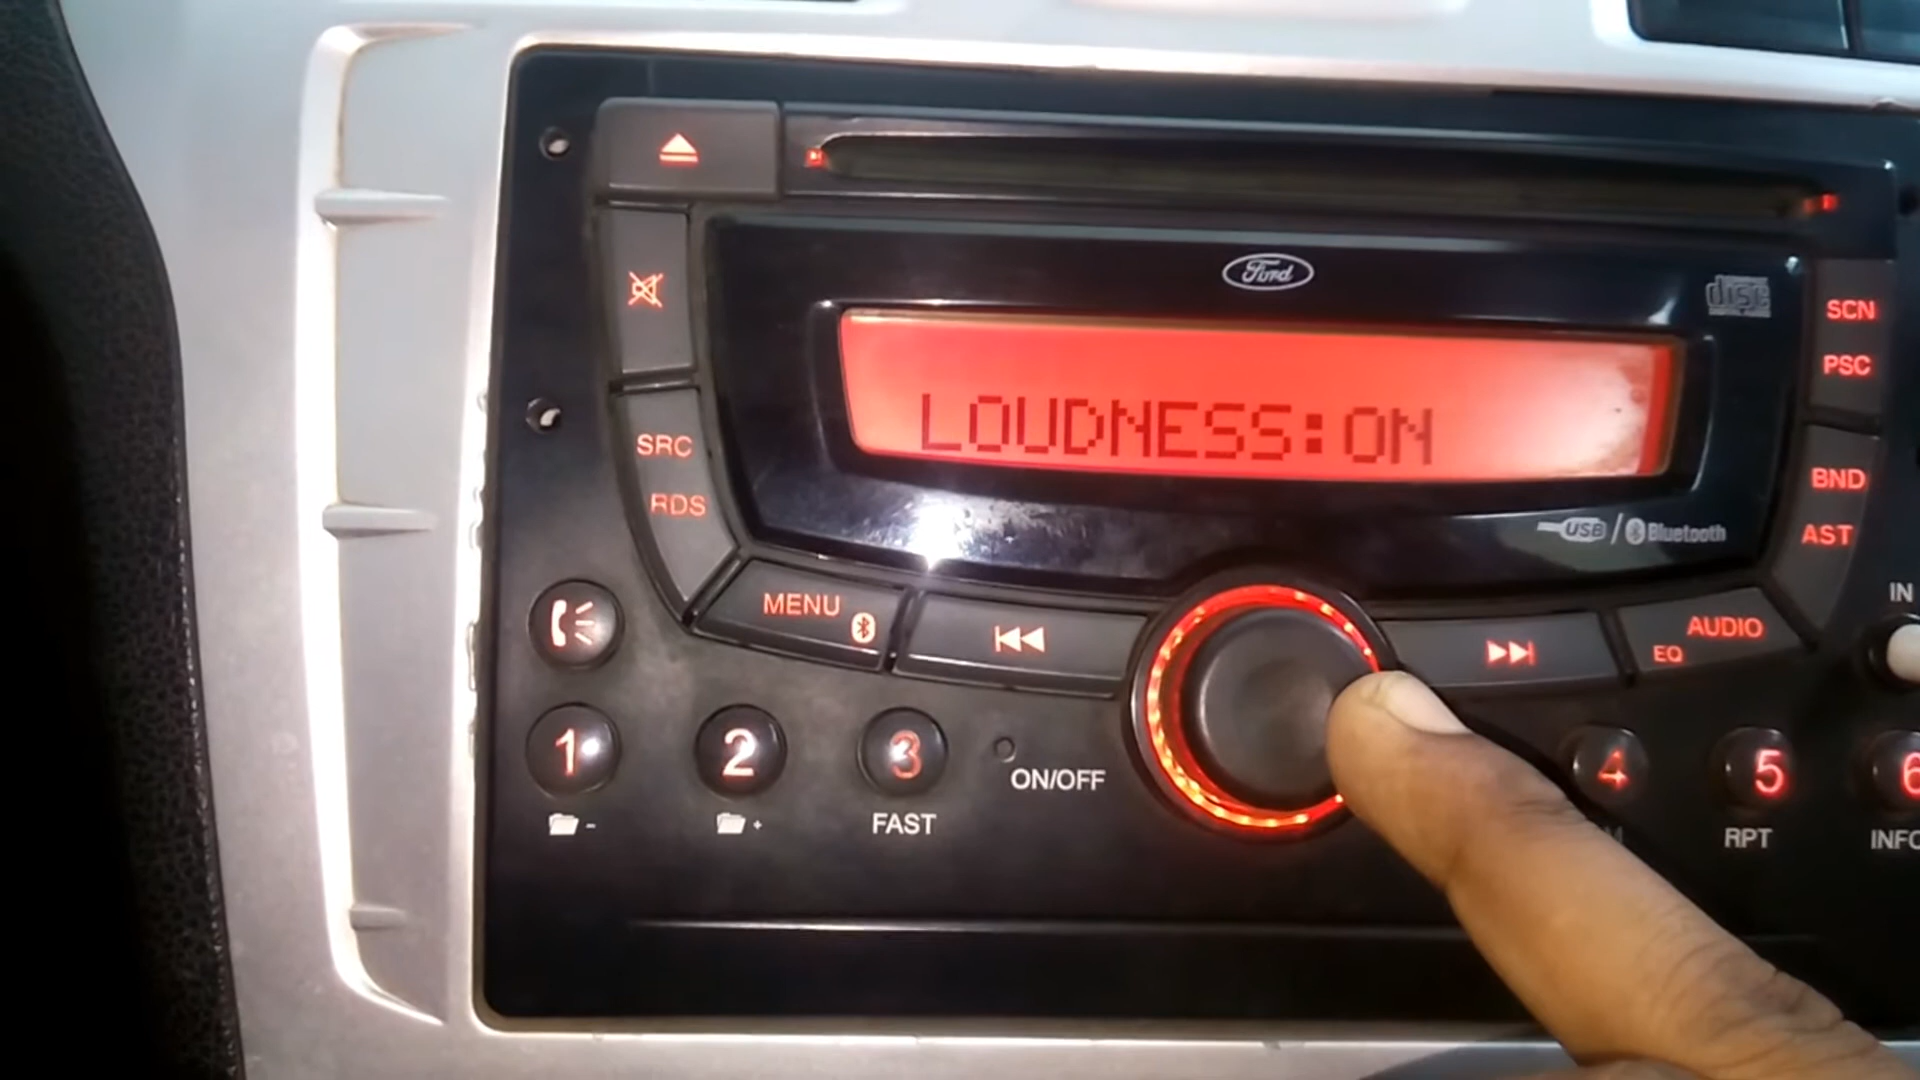 Ford
disc
SCN
PSC
LOUDNESS:ON
SRC
RDS
BND
AST
USB / Bluetooth
MENU
AUDIO
EQ
IN
1
2
3
4
5
6
ON/OFF
FAST
RPT
INFO